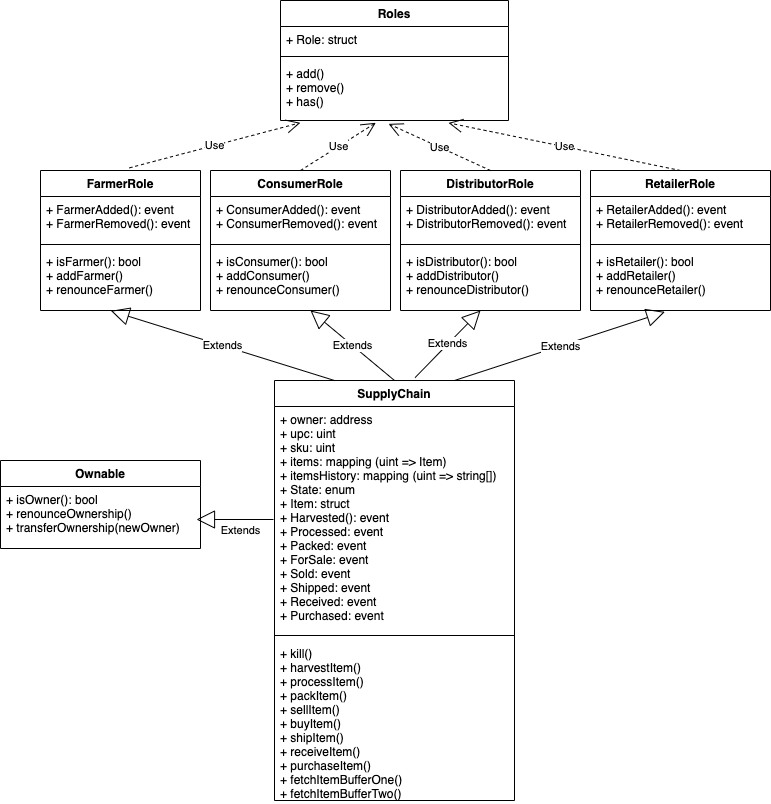 Roles
+ Role: struct
+ add()
+ remove()
+ has()
Use
Use
Use
Use
FarmerRole
+ FarmerAdded(): event
+ FarmerRemoved(): event
+ isFarmer(): bool
+ addFarmer()
+ renounceFarmer()
ConsumerRole
+ ConsumerAdded(): event
+ ConsumerRemoved(): event
+ isConsumer(): bool
+ addConsumer()
+ renounceConsumer()
DistributorRole
+ DistributorAdded(): event
+ DistributorRemoved(): event
+ isDistributor(): bool
+ addDistributor()
+ renounceDistributor()
RetailerRole
+ RetailerAdded(): event
+ RetailerRemoved(): event
+ isRetailer(): bool
+ addRetailer()
+ renounceRetailer()
Extends
Extends
Extends
Extends
SupplyChain
+ owner: address
+ upc: uint
+ sku: uint
+ items: mapping (uint => Item)
+ itemsHistory: mapping (uint => string[])
+ State: enum
+ Item: struct
+ Harvested(): event
+ Processed: event
+ Packed: event
+ ForSale: event
+ Sold: event
+ Shipped: event
+ Received: event
+ Purchased: event
+ kill()
+ harvestItem()
+ processItem()
+ packItem()
+ sellItem()
+ buyItem()
+ shipItem()
+ receiveItem()
+ purchaseItem()
+ fetchItemBufferOne()
+ fetchItemBufferTwo()
Ownable
+ isOwner(): bool
+ renounceOwnership()
+ transferOwnership(newOwner)
Extends